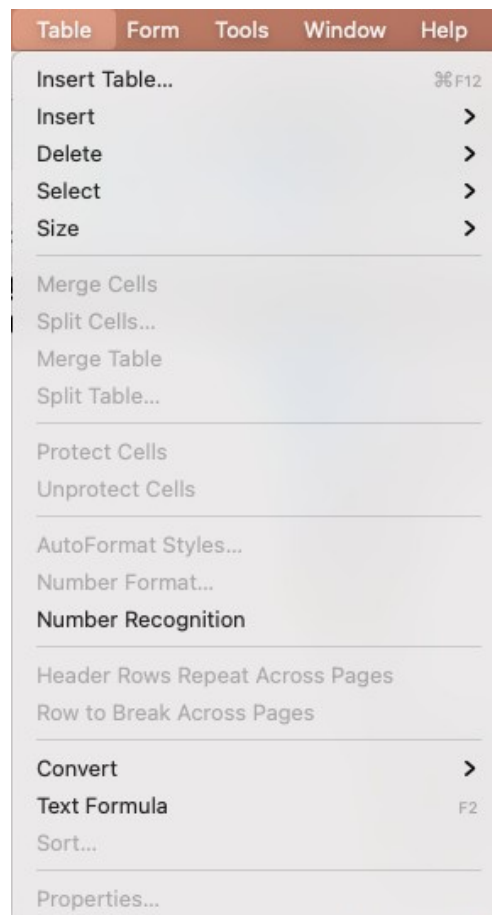 Table Form Tools Window Help
Insert Table... ⌘F12
Insert
Delete
Select
Size
Merge Cells
Split Cells...
Merge Table
Split Table...
Protect Cells
Unprotect Cells
AutoFormat Styles...
Number Format...
Number Recognition
Header Rows Repeat Across Pages
Row to Break Across Pages
Convert
Text Formula F2
Sort...
Properties...